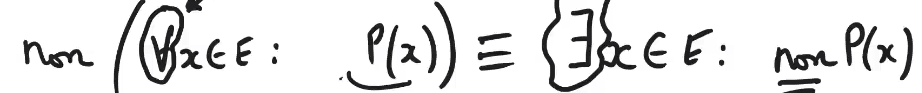 non (∀x∈E : P(x)) ≡ ∃x∈E : non P(x)